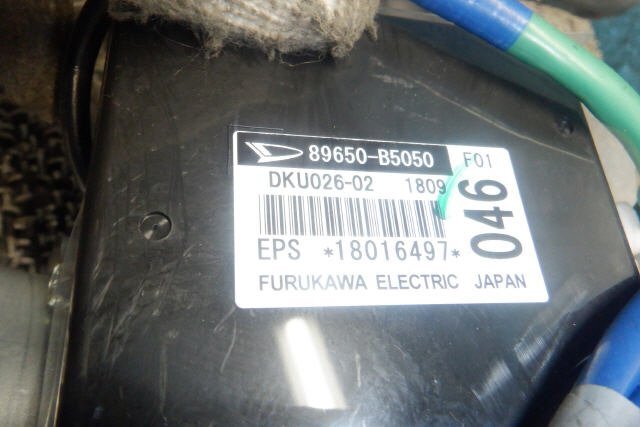 89650-B5050 F01
DKU026-02 1809
046
EPS *18016497*
FURUKAWA ELECTRIC JAPAN